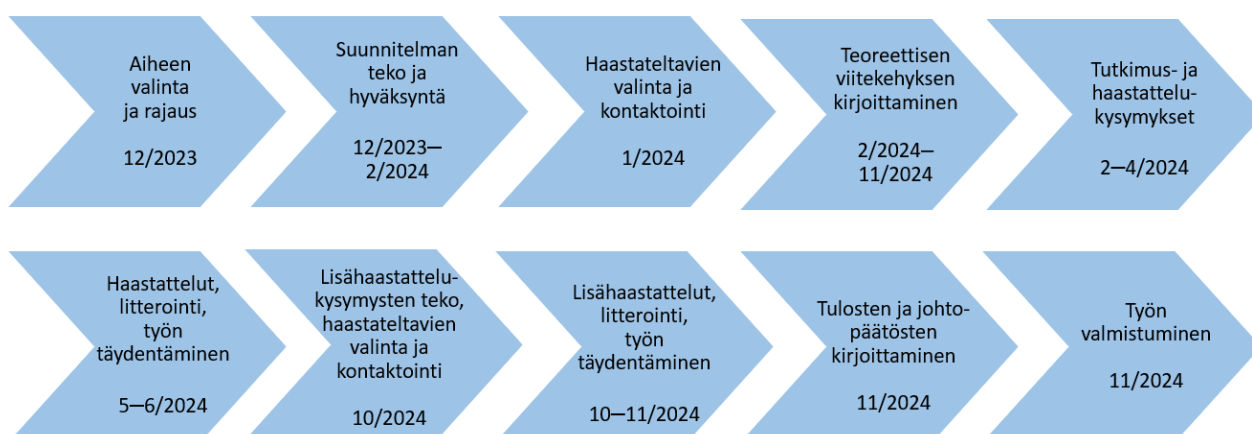 Aiheen
valinta
ja rajaus
12/2023
Suunnitelman
teko ja
hyväksyntä
12/2023–
2/2024
Haastateltavien
valinta ja
kontaktointi
1/2024
Teoreettisen
viitekehyksen
kirjoittaminen
2/2024–
11/2024
Tutkimus- ja
haastattelu-
kysymykset
2–4/2024
Haastattelut,
litterointi,
työn
täydentäminen
5–6/2024
Lisähaastattelu-
kysymysten teko,
haastateltavien
valinta ja
kontaktointi
10/2024
Lisähaastattelut,
litterointi,
työn
täydentäminen
10–11/2024
Tulosten ja johto-
päätösten
kirjoittaminen
11/2024
Työn
valmistuminen
11/2024